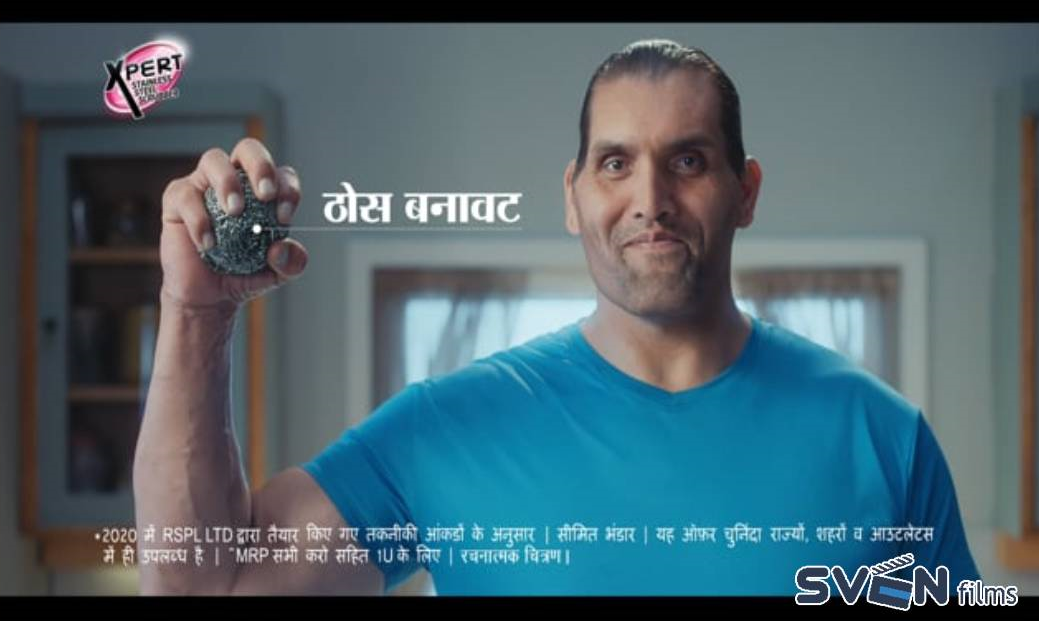 XPERT
STAINLESS
STEEL
SCRUBBER
ठोस बनावट
*2020 में RSPL LTD द्वारा तैयार किए गए तकनीकी आंकडों के अनुसार | सीमित भंडार | यह ऑफ़र चुनिंदा राज्यों, शहरों व आउटलेटस
में ही उपलब्ध है | ^MRP सभी करो सहित 1U के लिए | रचनात्मक चित्रण |
SVEN films